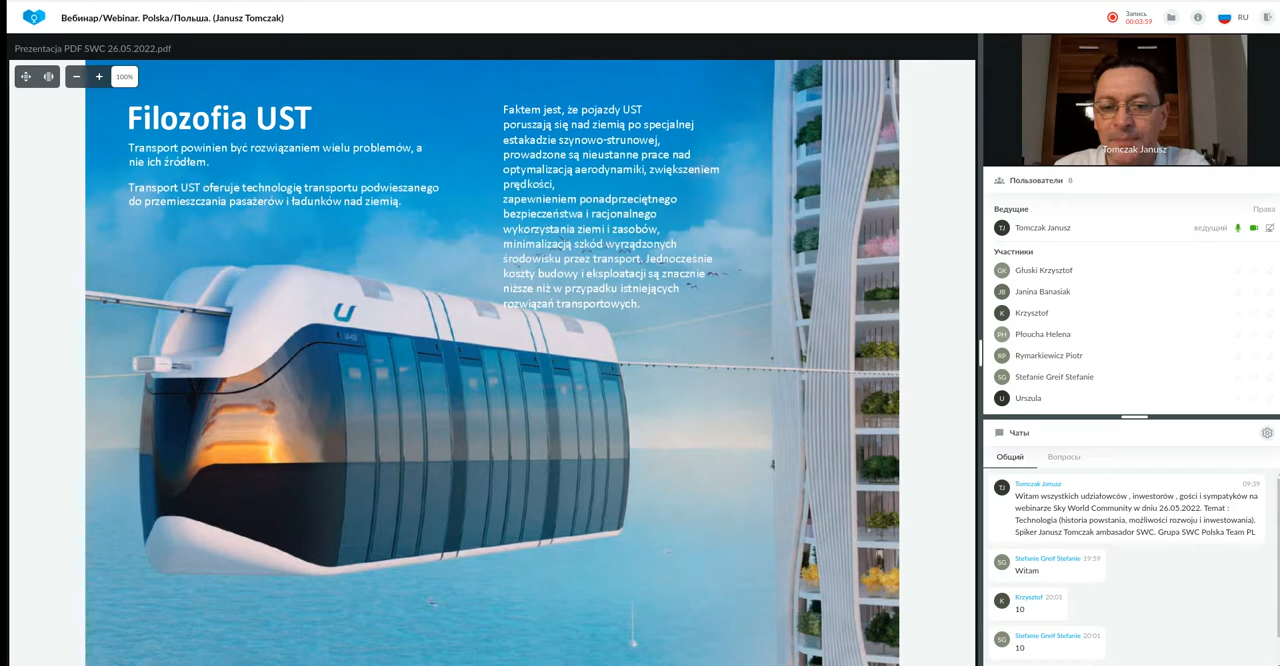 Вебинар/Webinar. Polska/Польша. (Janusz Tomczak)
Запись
00:03:59
RU
Prezentacja PDF SWC 26.05.2022.pdf
100%
Filozofia UST
Transport powinien być rozwiązaniem wielu problemów, a
nie ich źródłem.
Transport UST oferuje technologię transportu podwieszanego
do przemieszczania pasażerów i ładunków nad ziemią.
Faktem jest, że pojazdy UST
poruszają się nad ziemią po specjalnej
estakadzie szynowo-strunowej,
prowadzone są nieustanne prace nad
optymalizacją aerodynamiki, zwiększeniem
prędkości,
zapewnieniem ponadprzeciętnego
bezpieczeństwa i racjonalnego
wykorzystania ziemi i zasobów,
minimalizacją szkód wyrządzonych
środowisku przez transport. Jednocześnie
koszty budowy i eksploatacji są znacznie
niższe niż w przypadku istniejących
rozwiązań transportowych.
Tomczak Janusz
Пользователи 8
Ведущие Права
TJ Tomczak Janusz ведущий
Участники
GK Głuski Krzysztof
JB Janina Banasiak
K Krzysztof
PH Płoucha Helena
RP Rymarkiewicz Piotr
SG Stefanie Greif Stefanie
U Urszula
Чаты
Общий Вопросы
TJ Tomczak Janusz 09:39
Witam wszystkich udziałowców , inwestorów , gości i sympatyków na
webinarze Sky World Community w dniu 26.05.2022. Temat :
Technologia (historia powstania, możliwości rozwoju i inwestowania).
Spiker Janusz Tomczak ambasador SWC. Grupa SWC Polska Team PL
SG Stefanie Greif Stefanie 19:59
Witam
K Krzysztof 20:01
10
SG Stefanie Greif Stefanie 20:01
10